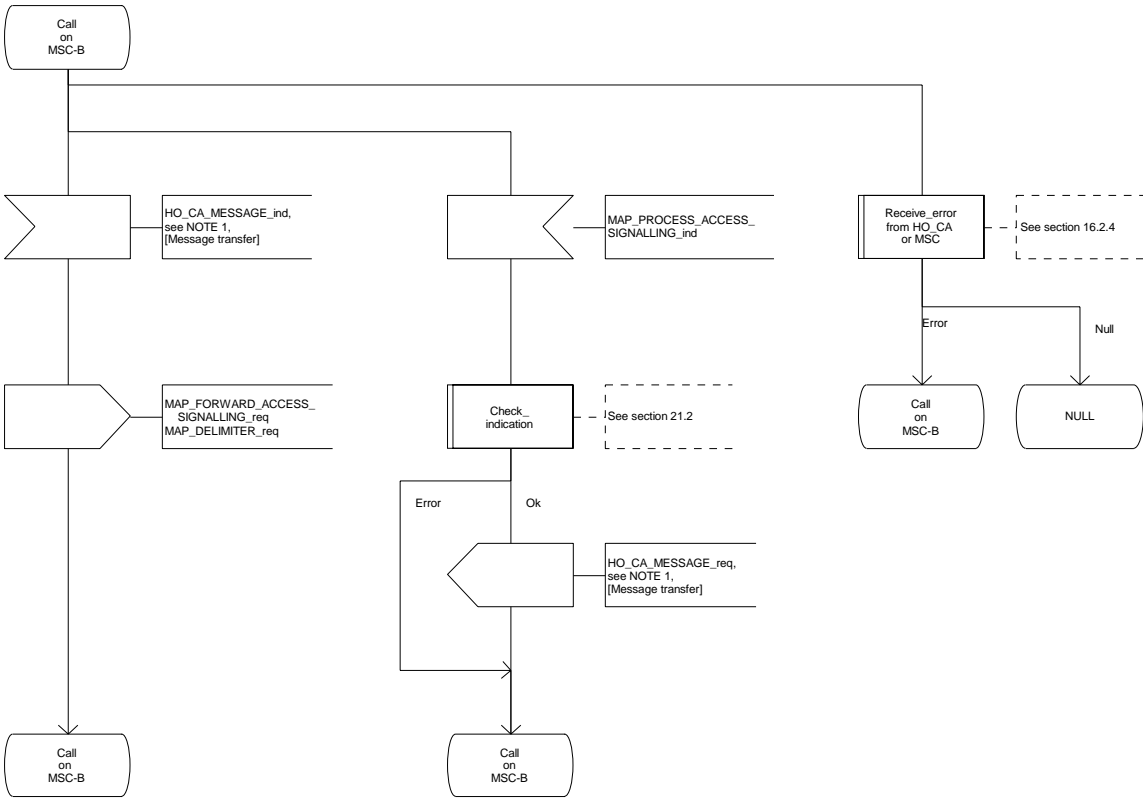 Call
on
MSC-B
HO_CA_MESSAGE_ind,
see NOTE 1,
[Message transfer]
MAP_PROCESS_ACCESS_
SIGNALLING_ind
Receive_error
from HO_CA
or MSC
See section 16.2.4
Error
Null
MAP_FORWARD_ACCESS_
SIGNALLING_req
MAP_DELIMITER_req
Check_
indication
See section 21.2
Call
on
MSC-B
NULL
Error
Ok
HO_CA_MESSAGE_req,
see NOTE 1,
[Message transfer]
Call
on
MSC-B
Call
on
MSC-B